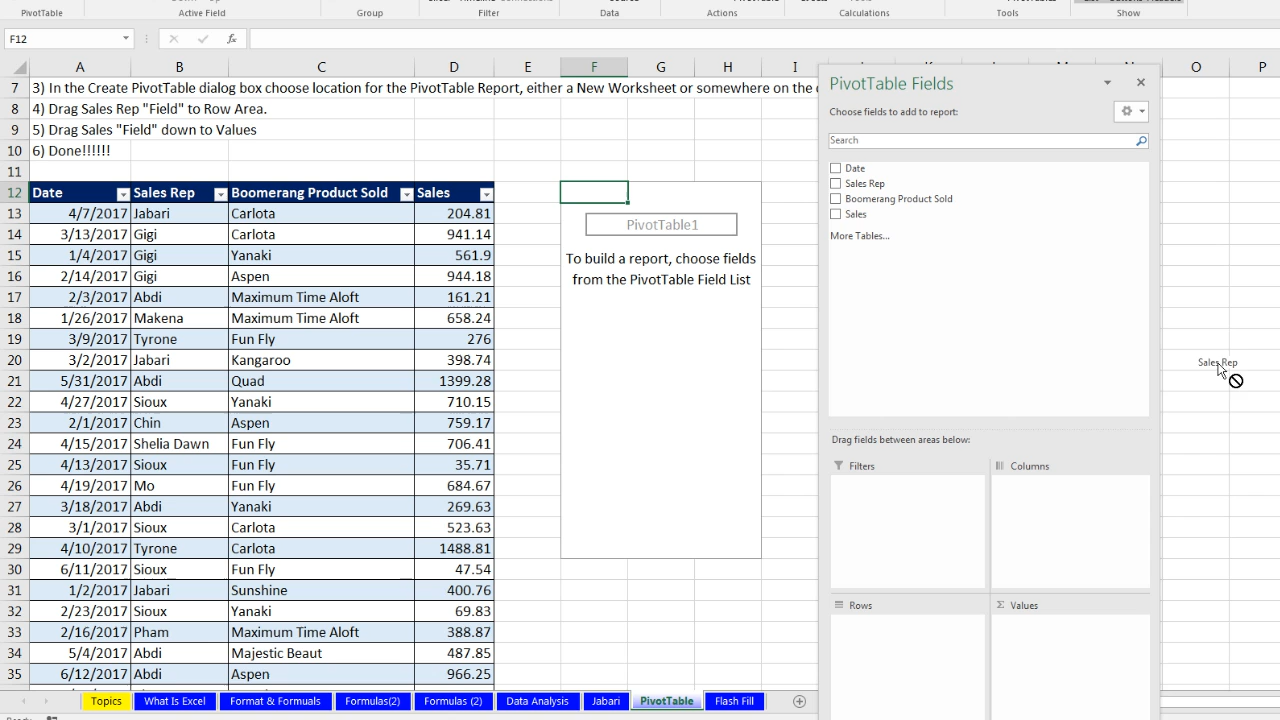 PivotTable Active Field Group Filter Data Actions Calculations Tools Show
F12 fx
A B C D E F G H I O P
7 3) In the Create PivotTable dialog box choose location for the PivotTable Report, either a New Worksheet or somewhere on the
8 4) Drag Sales Rep "Field" to Row Area.
9 5) Drag Sales "Field" down to Values
10 6) Done!!!!!!
11
12 Date Sales Rep Boomerang Product Sold Sales
13 4/7/2017 Jabari Carlota 204.81
14 3/13/2017 Gigi Carlota 941.14
15 1/4/2017 Gigi Yanaki 561.9
16 2/14/2017 Gigi Aspen 944.18
17 2/3/2017 Abdi Maximum Time Aloft 161.21
18 1/26/2017 Makena Maximum Time Aloft 658.24
19 3/9/2017 Tyrone Fun Fly 276
20 3/2/2017 Jabari Kangaroo 398.74
21 5/31/2017 Abdi Quad 1399.28
22 4/27/2017 Sioux Yanaki 710.15
23 2/1/2017 Chin Aspen 759.17
24 4/15/2017 Shelia Dawn Fun Fly 706.41
25 4/13/2017 Sioux Fun Fly 35.71
26 4/19/2017 Mo Fun Fly 684.67
27 3/18/2017 Abdi Yanaki 269.63
28 3/1/2017 Sioux Carlota 523.63
29 4/10/2017 Tyrone Carlota 1488.81
30 6/11/2017 Sioux Fun Fly 47.54
31 1/2/2017 Jabari Sunshine 400.76
32 2/23/2017 Sioux Yanaki 69.83
33 2/16/2017 Pham Maximum Time Aloft 388.87
34 5/4/2017 Abdi Majestic Beaut 487.85
35 6/12/2017 Abdi Aspen 966.25
PivotTable1
To build a report, choose fields
from the PivotTable Field List
PivotTable Fields
Choose fields to add to report:
Search
Date
Sales Rep
Boomerang Product Sold
Sales
More Tables...
Drag fields between areas below:
Filters Columns
Rows Σ Values
Sales Rep
Topics What Is Excel Format & Formuals Formulas(2) Formulas (2) Data Analysis Jabari PivotTable Flash Fill